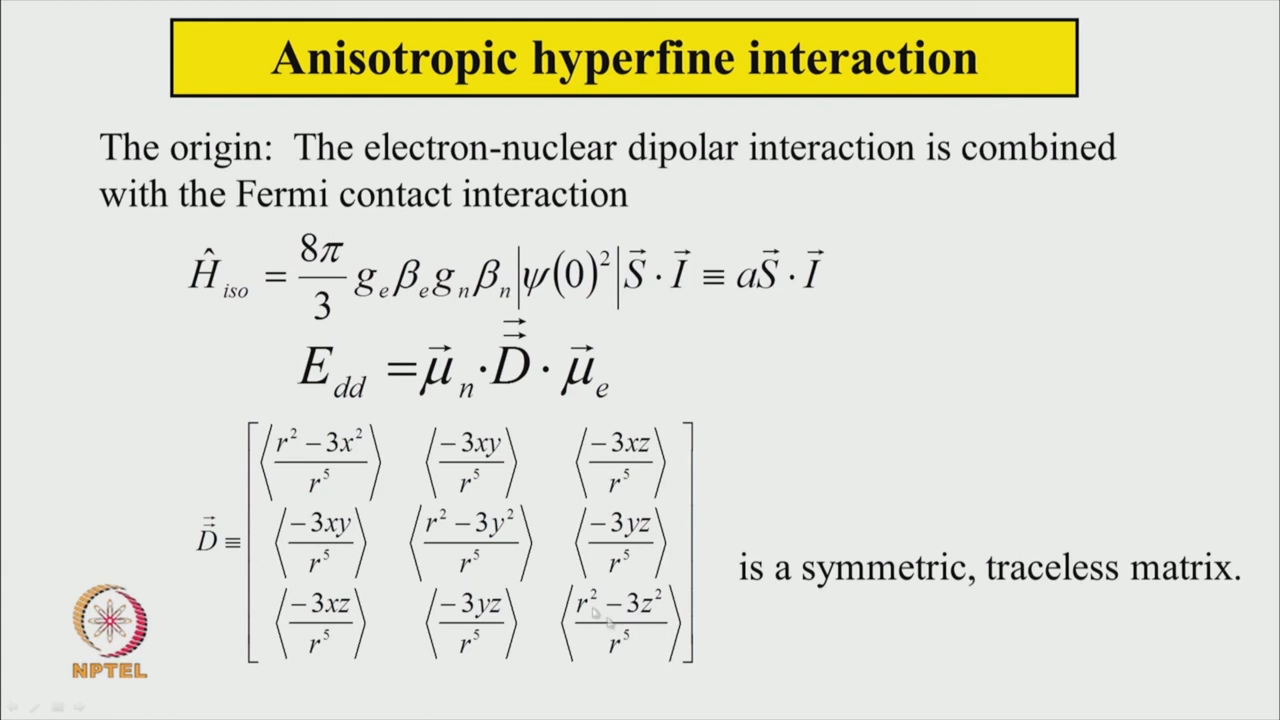 Anisotropic hyperfine interaction
The origin: The electron-nuclear dipolar interaction is combined
with the Fermi contact interaction
Ĥ_iso = 8π/3 g_e β_e g_n β_n |ψ(0)²| S⃗ · I⃗ ≡ aS⃗ · I⃗
E_dd = μ⃗_n · D⃗⃗ · μ⃗_e
D⃗⃗ ≡ [ ⟨(r² − 3x²)/r⁵⟩ ⟨−3xy/r⁵⟩ ⟨−3xz/r⁵⟩
⟨−3xy/r⁵⟩ ⟨(r² − 3y²)/r⁵⟩ ⟨−3yz/r⁵⟩
⟨−3xz/r⁵⟩ ⟨−3yz/r⁵⟩ ⟨(r² − 3z²)/r⁵⟩ ]
is a symmetric, traceless matrix.
NPTEL